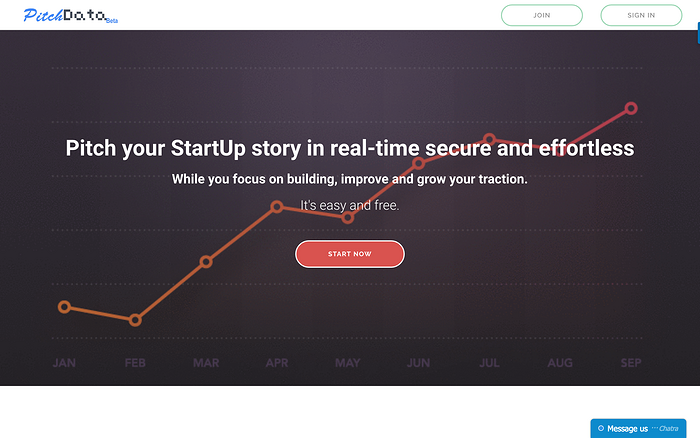 PitchData Beta
JOIN
SIGN IN
Pitch your StartUp story in real-time secure and effortless
While you focus on building, improve and grow your traction.
It's easy and free.
START NOW
JAN FEB MAR APR MAY JUN JUL AUG SEP
Message us Chatra